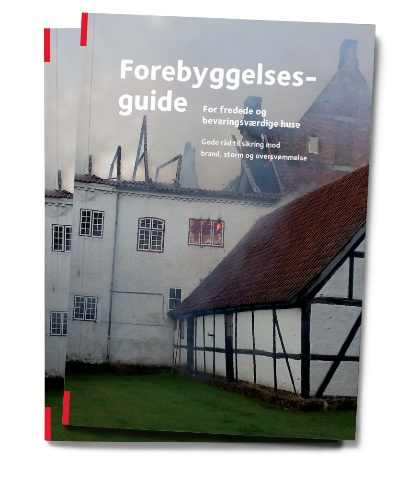 Forebyggelses-
guide
For fredede og
bevaringsværdige huse
Gode råd til sikring mod
brand, storm og oversvømmelse